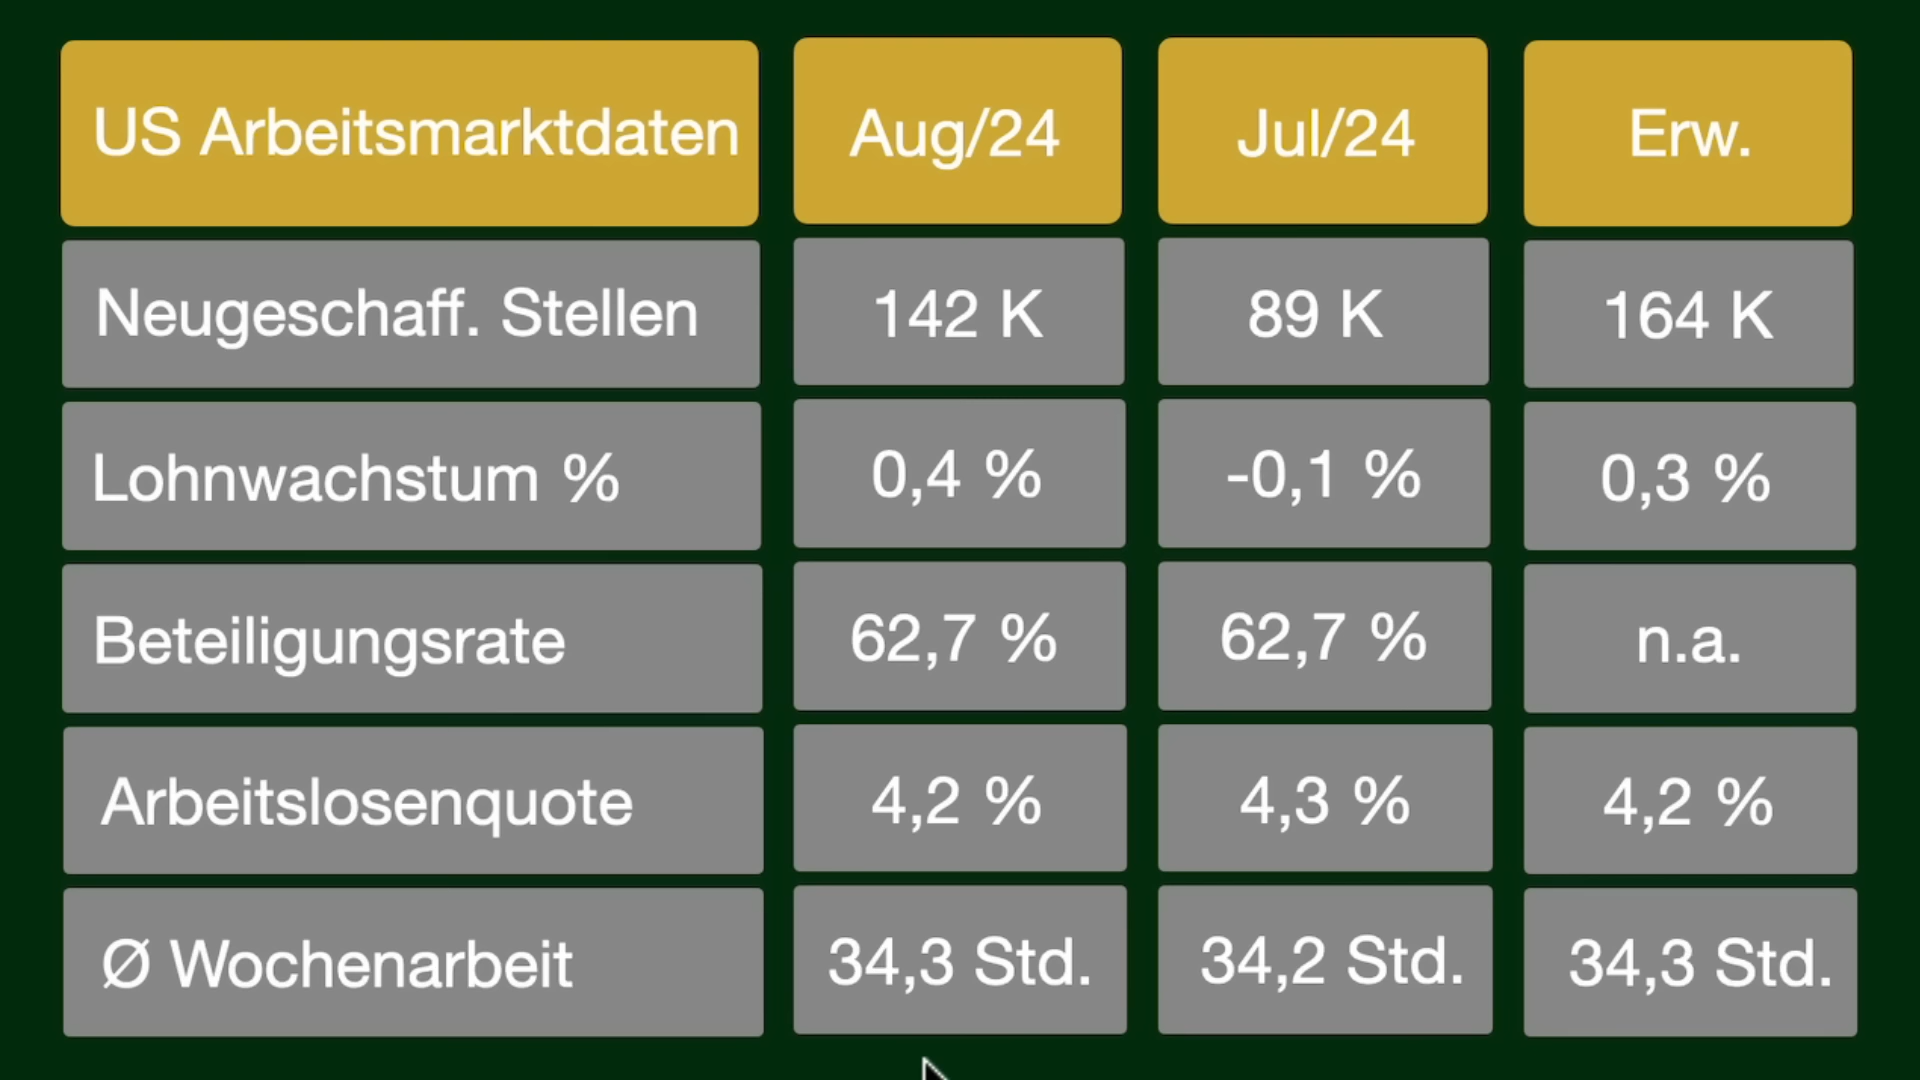 US Arbeitsmarktdaten Aug/24 Jul/24 Erw.
Neugeschaff. Stellen 142 K 89 K 164 K
Lohnwachstum % 0,4 % -0,1 % 0,3 %
Beteiligungsrate 62,7 % 62,7 % n.a.
Arbeitslosenquote 4,2 % 4,3 % 4,2 %
Ø Wochenarbeit 34,3 Std. 34,2 Std. 34,3 Std.